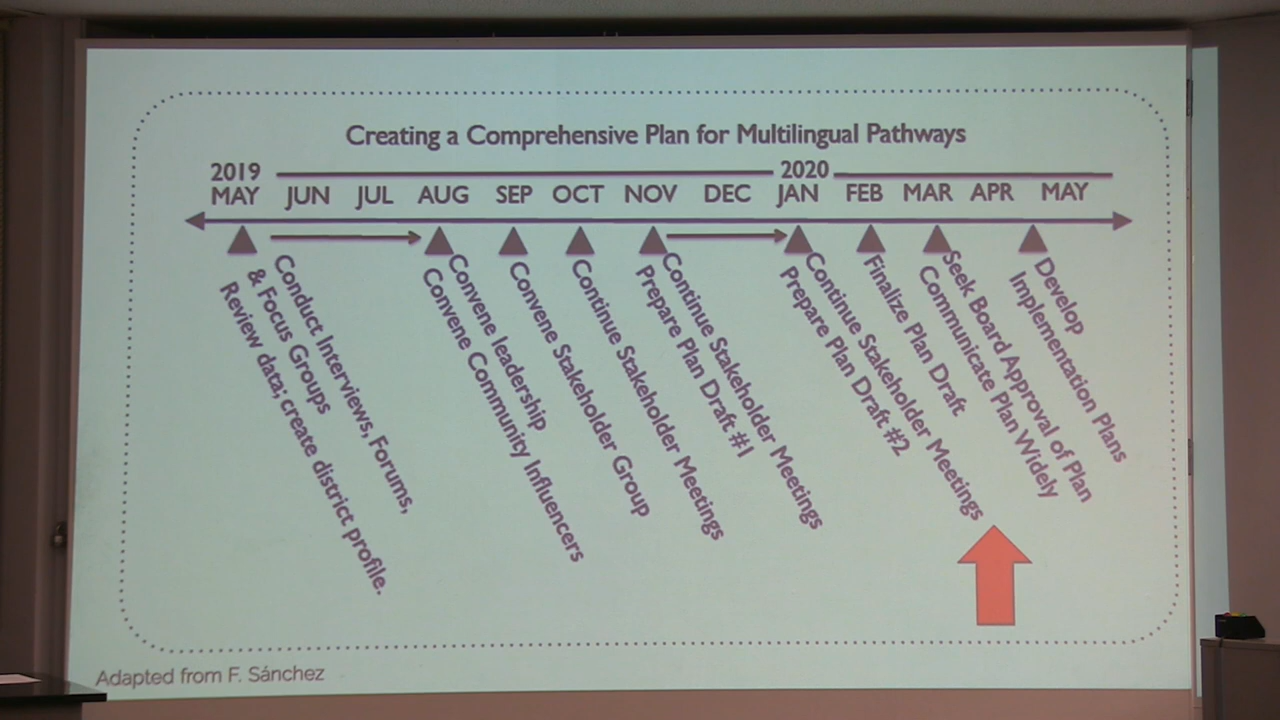 Creating a Comprehensive Plan for Multilingual Pathways
2019
2020
MAY JUN JUL AUG SEP OCT NOV DEC JAN FEB MAR APR MAY
Conduct Interviews, Forums,
& Focus Groups
Review data; create district profile.
Convene leadership
Convene Community Influencers
Convene Stakeholder Group
Continue Stakeholder Meetings
Continue Stakeholder Meetings
Prepare Plan Draft #1
Continue Stakeholder Meetings
Prepare Plan Draft #2
Finalize Plan Draft
Seek Board Approval of Plan
Communicate Plan Widely
Develop
Implementation Plans
Adapted from F. Sánchez